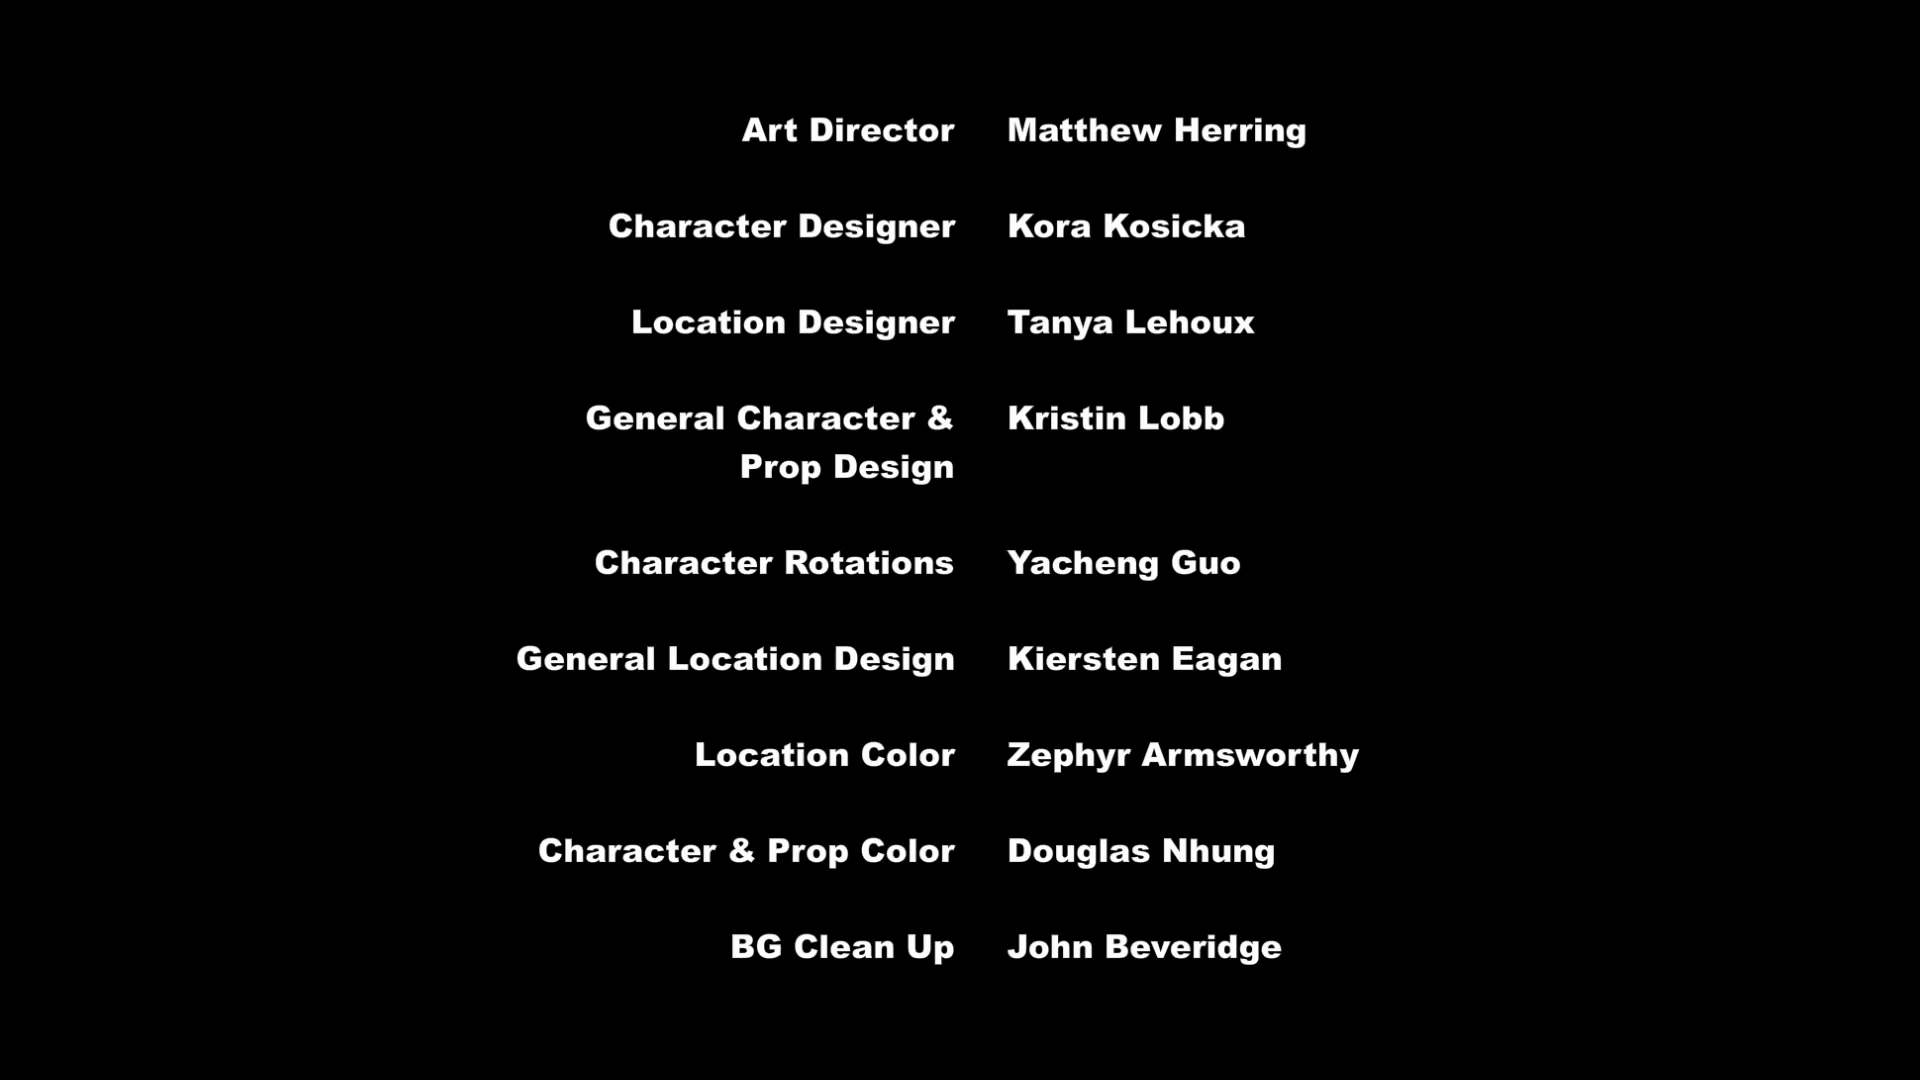 Art Director Matthew Herring
Character Designer Kora Kosicka
Location Designer Tanya Lehoux
General Character & Kristin Lobb
Prop Design
Character Rotations Yacheng Guo
General Location Design Kiersten Eagan
Location Color Zephyr Armsworthy
Character & Prop Color Douglas Nhung
BG Clean Up John Beveridge